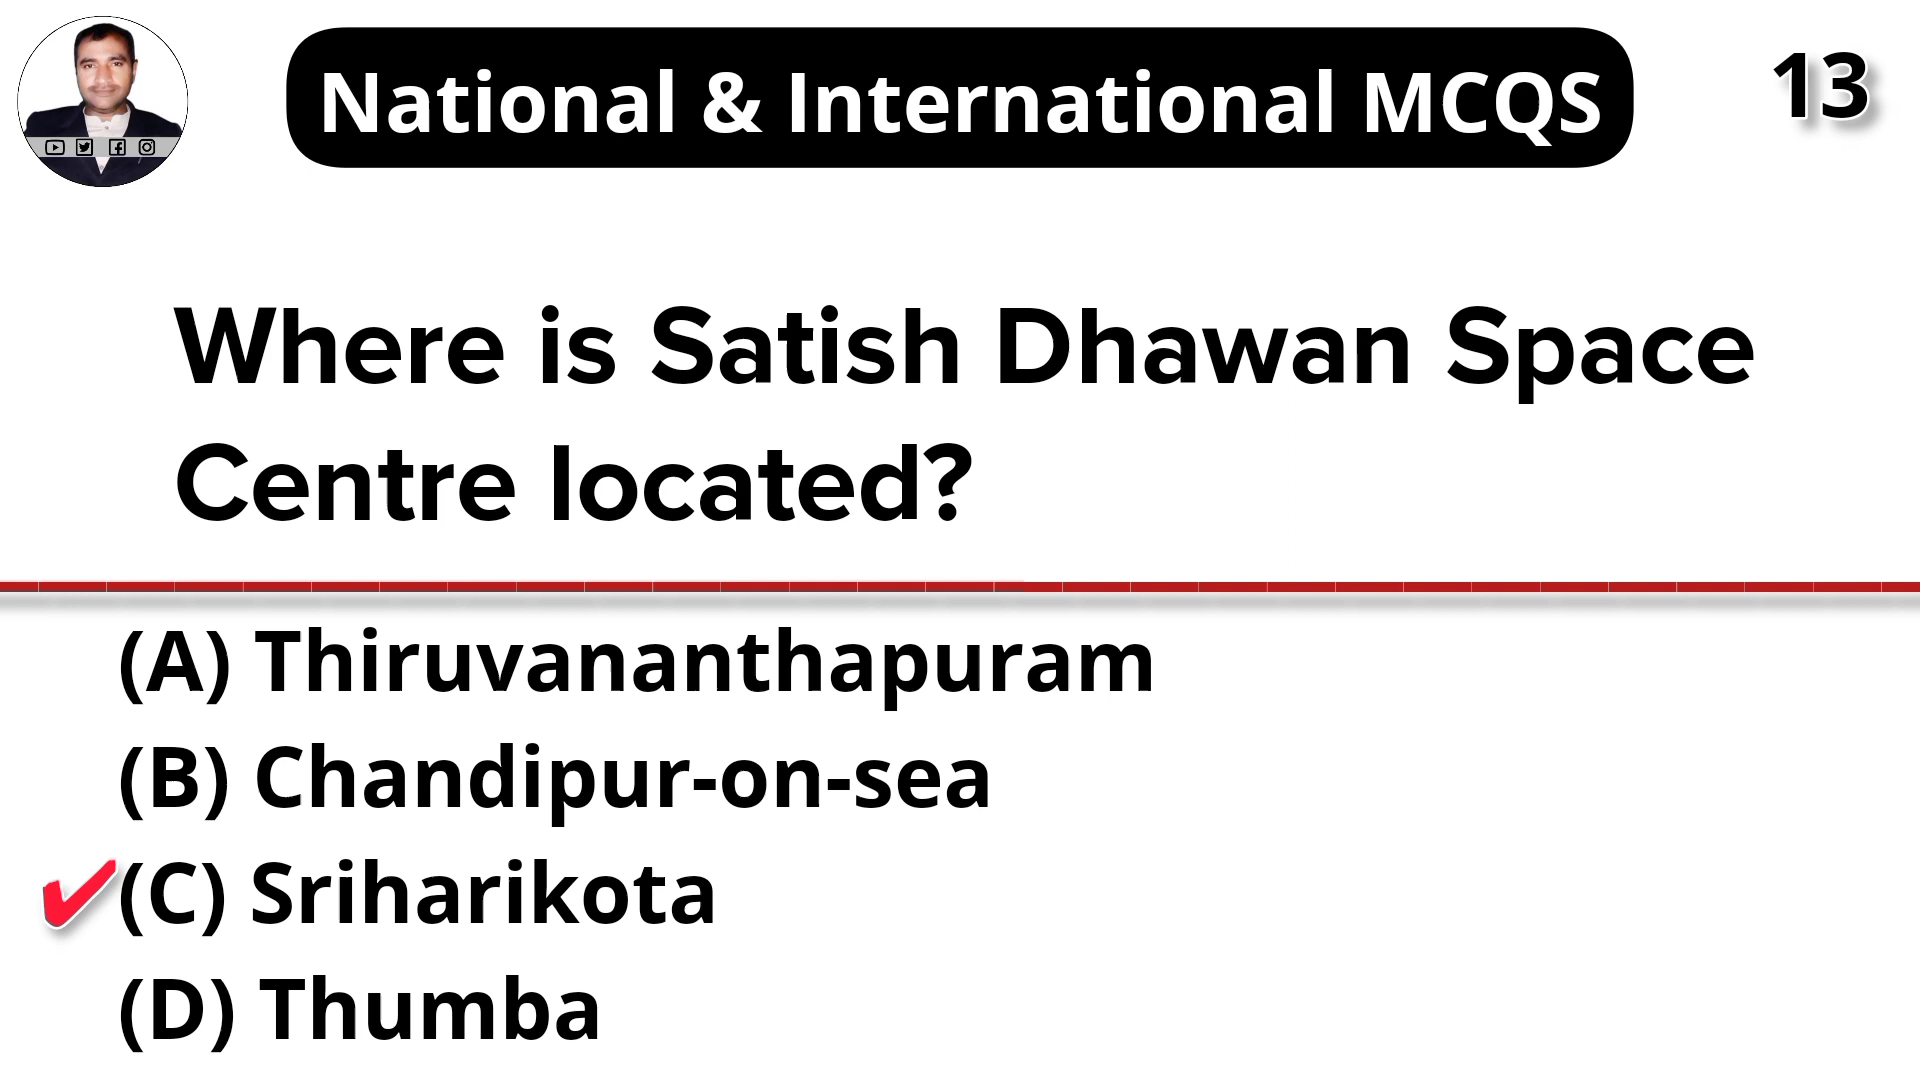 National & International MCQS
13
Where is Satish Dhawan Space
Centre located?
(A) Thiruvananthapuram
(B) Chandipur-on-sea
✔(C) Sriharikota
(D) Thumba